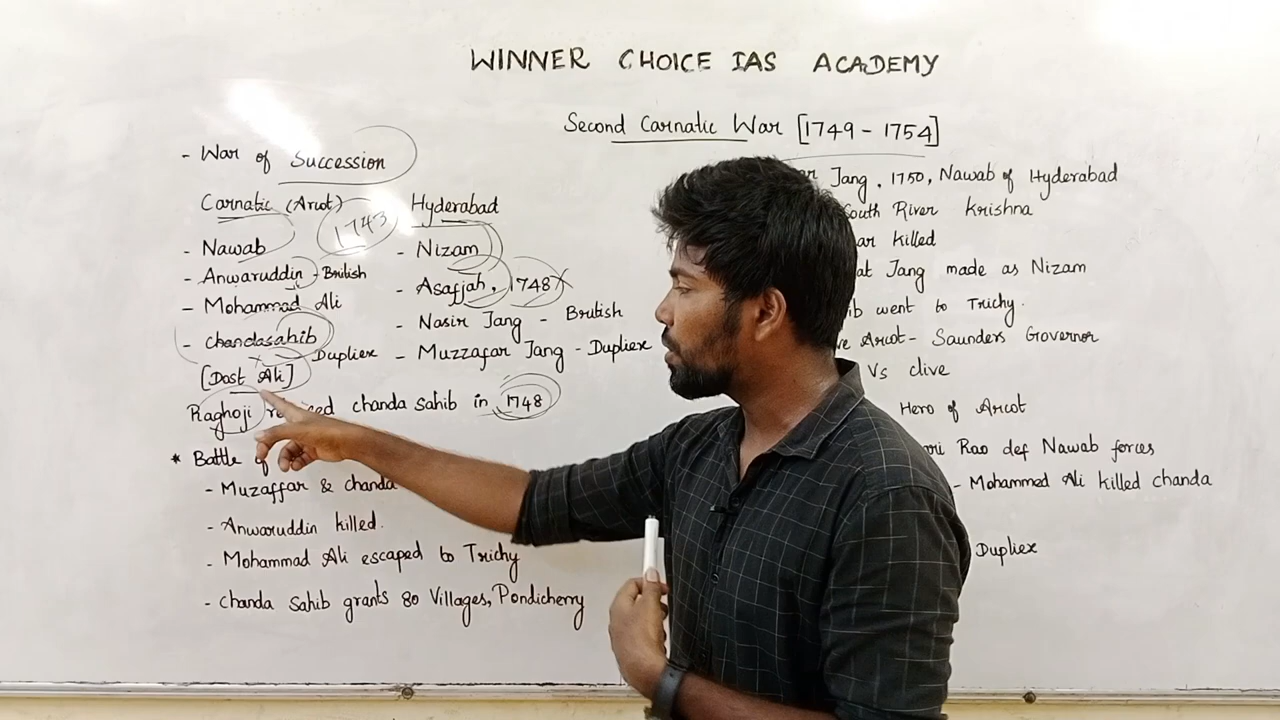 WINNER CHOICE IAS ACADEMY
Second Carnatic War [1749 - 1754]
- War of Succession
Carnatic (Arcot)
1743
- Nawab
- Anwaruddin - British
- Mohammad Ali
- Chandasahib
Dupliex
[Dost Ali]
Hyderabad
- Nizam
- Asafjah, 1748
- Nasir Jang - British
- Muzzafar Jang - Dupliex
Raghoji chanda Sahib in 1748
* Battle of
- Muzaffar & chanda
- Anwaruddin killed.
- Mohammad Ali escaped to Trichy
- Chanda Sahib grants 80 Villages, Pondicherry
Jang, 1750, Nawab of Hyderabad
South River Krishna
killed
Jang made as Nizam
went to Trichy.
Arcot - Saunders Governor
Vs clive
Hero of Arcot
Rao def Nawab forces
- Mohammed Ali killed chanda
Dupliex